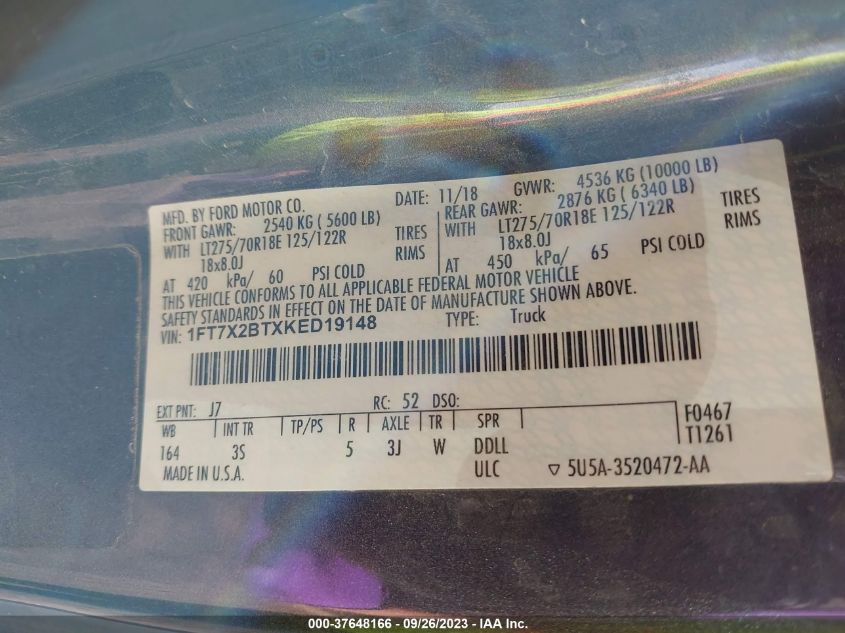 MFD. BY FORD MOTOR CO. DATE: 11/18 GVWR: 4536 KG (10000 LB)
FRONT GAWR: 2540 KG ( 5600 LB) REAR GAWR: 2876 KG ( 6340 LB)
WITH LT275/70R18E 125/122R TIRES WITH LT275/70R18E 125/122R TIRES
18x8.0J RIMS 18x8.0J RIMS
AT 420 kPa/ 60 PSI COLD AT 450 kPa/ 65 PSI COLD
THIS VEHICLE CONFORMS TO ALL APPLICABLE FEDERAL MOTOR VEHICLE
SAFETY STANDARDS IN EFFECT ON THE DATE OF MANUFACTURE SHOWN ABOVE.
VIN: 1FT7X2BTXKED19148 TYPE: Truck
EXT PNT: J7 RC: 52 DSO:
WB INT TR TP/PS R AXLE TR SPR F0467
164 3S 5 3J W DDLL T1261
MADE IN U.S.A. ULC ▽ 5U5A-3520472-AA
000-37648166 - 09/26/2023 - IAA Inc.